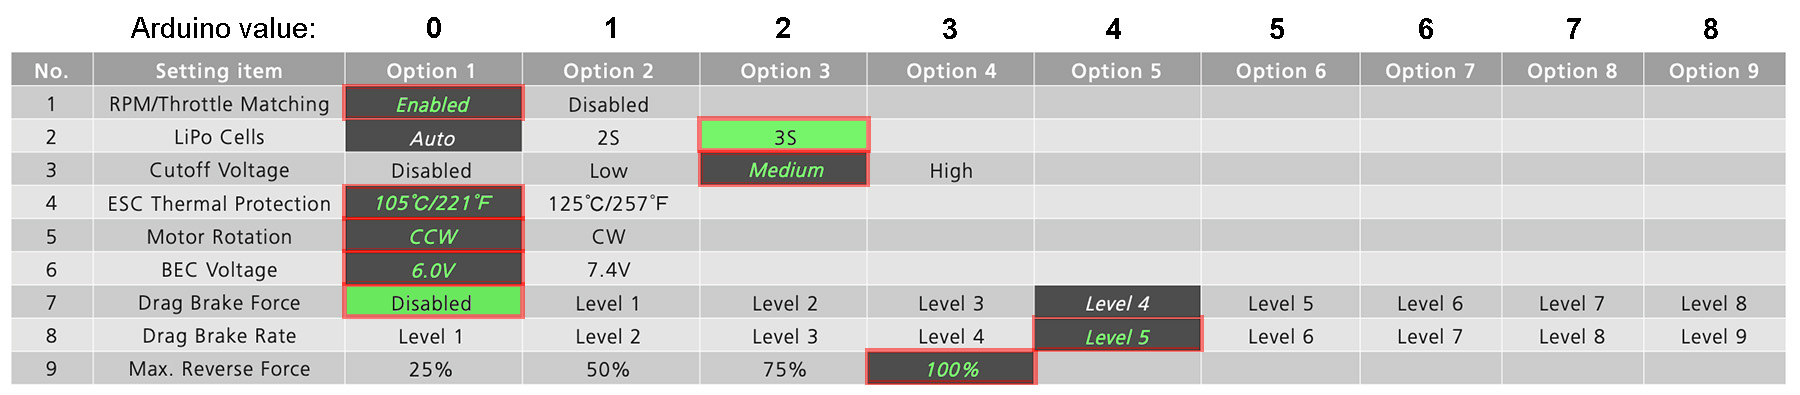 Arduino value: 0 1 2 3 4 5 6 7 8
No. Setting item Option 1 Option 2 Option 3 Option 4 Option 5 Option 6 Option 7 Option 8 Option 9
1 RPM/Throttle Matching Enabled Disabled
2 LiPo Cells Auto 2S 3S
3 Cutoff Voltage Disabled Low Medium High
4 ESC Thermal Protection 105℃/221℉ 125℃/257℉
5 Motor Rotation CCW CW
6 BEC Voltage 6.0V 7.4V
7 Drag Brake Force Disabled Level 1 Level 2 Level 3 Level 4 Level 5 Level 6 Level 7 Level 8
8 Drag Brake Rate Level 1 Level 2 Level 3 Level 4 Level 5 Level 6 Level 7 Level 8 Level 9
9 Max. Reverse Force 25% 50% 75% 100%